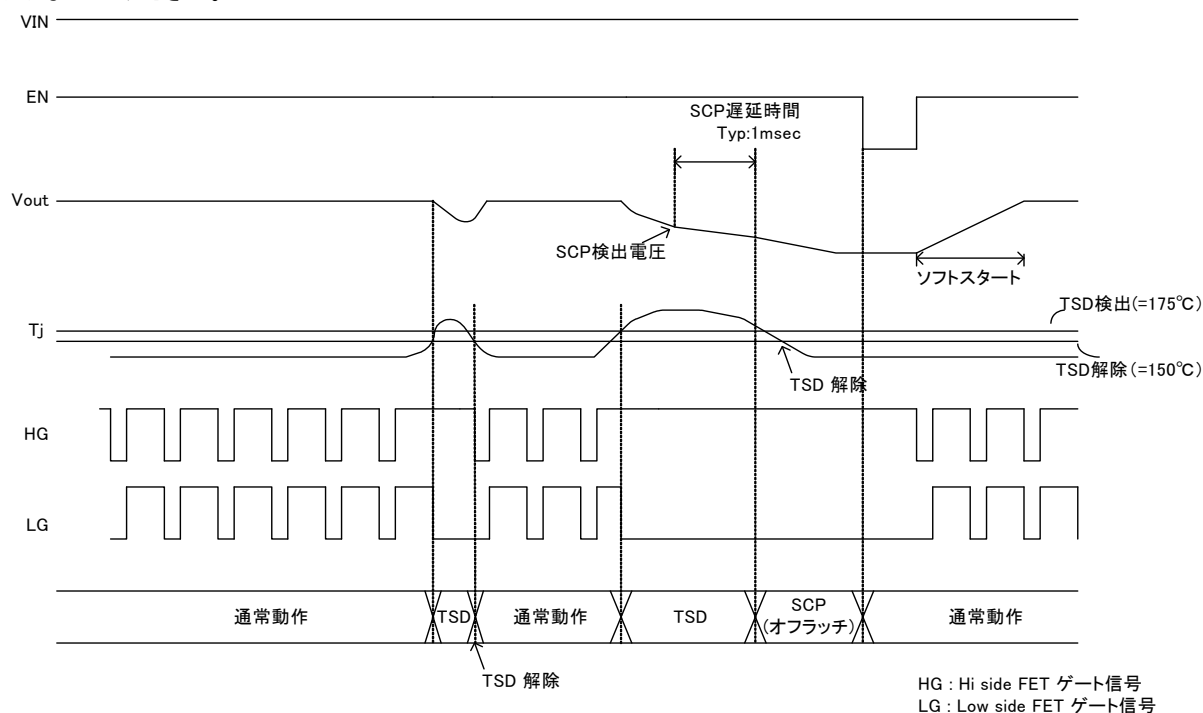 VIN
EN
SCP遅延時間
Typ:1msec
Vout
SCP検出電圧
ソフトスタート
TSD検出(=175℃)
Tj
TSD解除(=150℃)
TSD 解除
HG
LG
通常動作
TSD
通常動作
TSD
SCP
(オフラッチ)
通常動作
TSD 解除
HG : Hi side FET ゲート信号
LG : Low side FET ゲート信号